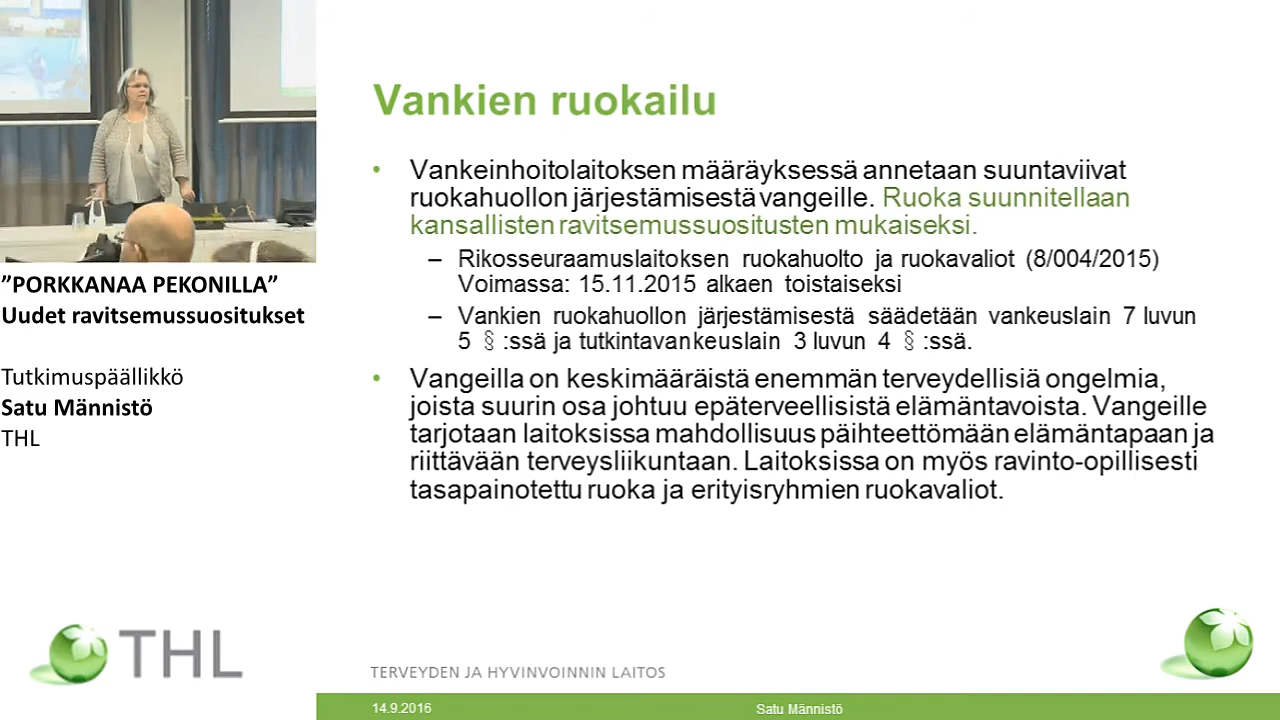 Vankien ruokailu
• Vankeinhoitolaitoksen määräyksessä annetaan suuntaviivat
ruokahuollon järjestämisestä vangeille. Ruoka suunnitellaan
kansallisten ravitsemussuositusten mukaiseksi.
– Rikosseuraamuslaitoksen ruokahuolto ja ruokavaliot (8/004/2015)
Voimassa: 15.11.2015 alkaen toistaiseksi
– Vankien ruokahuollon järjestämisestä säädetään vankeuslain 7 luvun
5 § :ssä ja tutkintavankeuslain 3 luvun 4 § :ssä.
• Vangeilla on keskimääräistä enemmän terveydellisiä ongelmia,
joista suurin osa johtuu epäterveellisistä elämäntavoista. Vangeille
tarjotaan laitoksissa mahdollisuus päihteettömään elämäntapaan ja
riittävään terveysliikuntaan. Laitoksissa on myös ravinto-opillisesti
tasapainotettu ruoka ja erityisryhmien ruokavaliot.
”PORKKANAA PEKONILLA”
Uudet ravitsemussuositukset
Tutkimuspäällikkö
Satu Männistö
THL
THL
TERVEYDEN JA HYVINVOINNIN LAITOS
14.9.2016
Satu Männistö